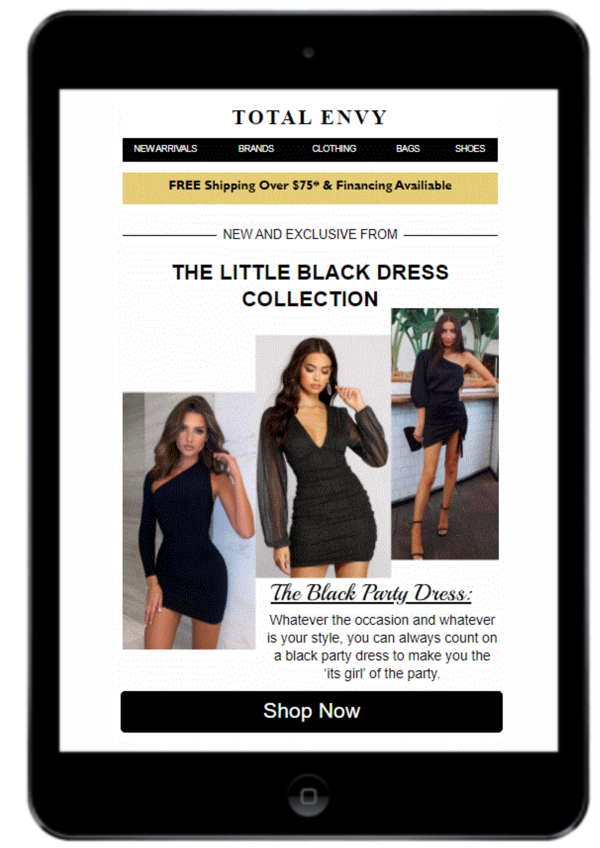 TOTAL ENVY
NEW ARRIVALS BRANDS CLOTHING BAGS SHOES
FREE Shipping Over $75* & Financing Availiable
NEW AND EXCLUSIVE FROM
THE LITTLE BLACK DRESS
COLLECTION
The Black Party Dress:
Whatever the occasion and whatever
is your style, you can always count on
a black party dress to make you the
‘its girl’ of the party.
Shop Now